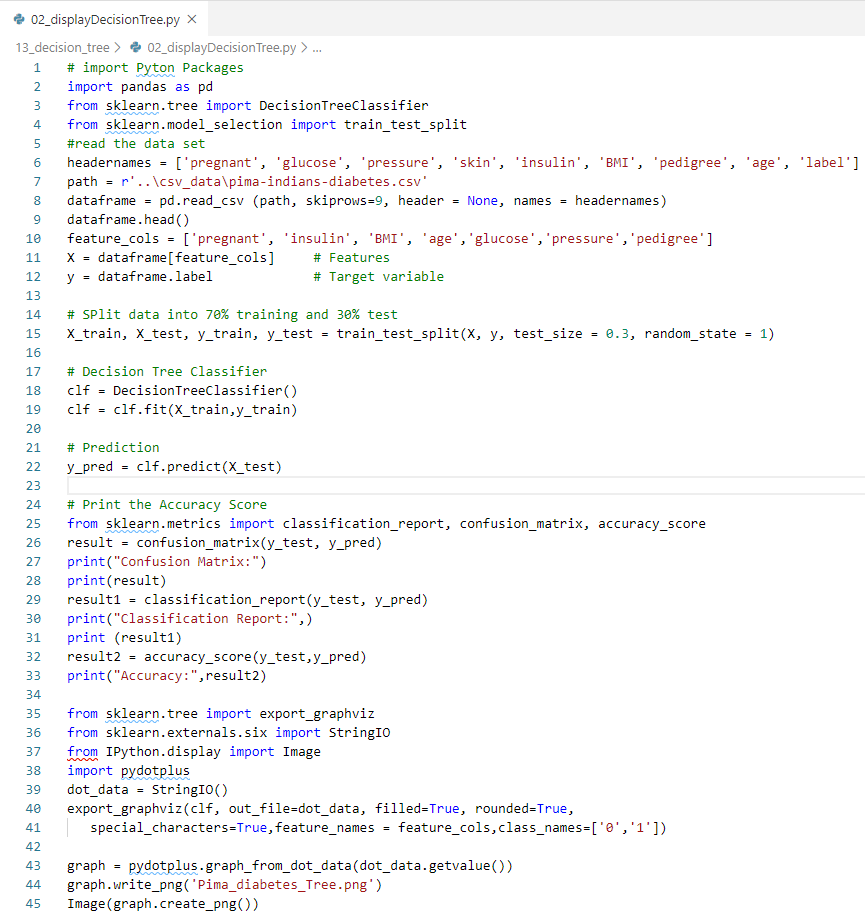 02_displayDecisionTree.py ×
13_decision_tree > 02_displayDecisionTree.py > ...
1 # import Pyton Packages
2 import pandas as pd
3 from sklearn.tree import DecisionTreeClassifier
4 from sklearn.model_selection import train_test_split
5 #read the data set
6 headernames = ['pregnant', 'glucose', 'pressure', 'skin', 'insulin', 'BMI', 'pedigree', 'age', 'label']
7 path = r'..\csv_data\pima-indians-diabetes.csv'
8 dataframe = pd.read_csv (path, skiprows=9, header = None, names = headernames)
9 dataframe.head()
10 feature_cols = ['pregnant', 'insulin', 'BMI', 'age','glucose','pressure','pedigree']
11 X = dataframe[feature_cols]     # Features
12 y = dataframe.label             # Target variable
13
14 # SPlit data into 70% training and 30% test
15 X_train, X_test, y_train, y_test = train_test_split(X, y, test_size = 0.3, random_state = 1)
16
17 # Decision Tree Classifier
18 clf = DecisionTreeClassifier()
19 clf = clf.fit(X_train,y_train)
20
21 # Prediction
22 y_pred = clf.predict(X_test)
23
24 # Print the Accuracy Score
25 from sklearn.metrics import classification_report, confusion_matrix, accuracy_score
26 result = confusion_matrix(y_test, y_pred)
27 print("Confusion Matrix:")
28 print(result)
29 result1 = classification_report(y_test, y_pred)
30 print("Classification Report:",)
31 print (result1)
32 result2 = accuracy_score(y_test,y_pred)
33 print("Accuracy:",result2)
34
35 from sklearn.tree import export_graphviz
36 from sklearn.externals.six import StringIO
37 from IPython.display import Image
38 import pydotplus
39 dot_data = StringIO()
40 export_graphviz(clf, out_file=dot_data, filled=True, rounded=True,
41    special_characters=True,feature_names = feature_cols,class_names=['0','1'])
42
43 graph = pydotplus.graph_from_dot_data(dot_data.getvalue())
44 graph.write_png('Pima_diabetes_Tree.png')
45 Image(graph.create_png())